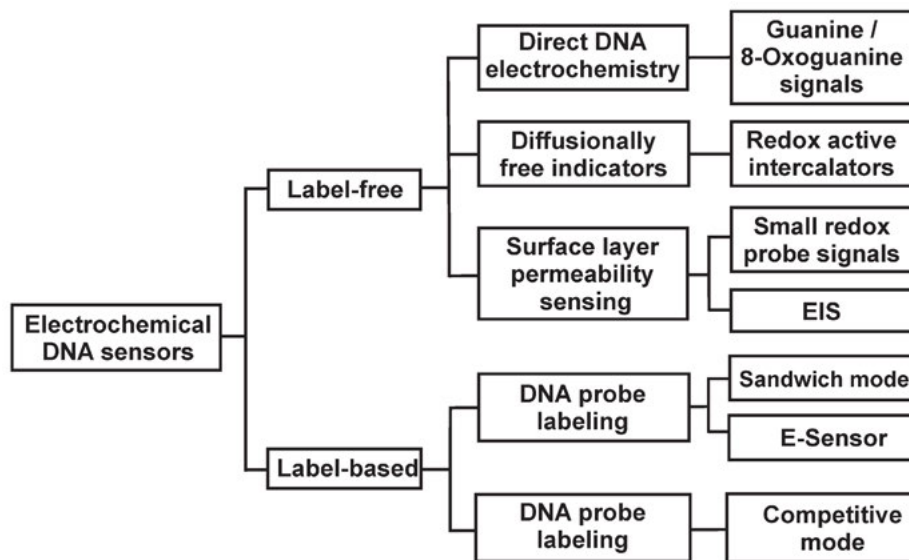 Electrochemical
DNA sensors
Label-free
Label-based
Direct DNA
electrochemistry
Diffusionally
free indicators
Surface layer
permeability
sensing
DNA probe
labeling
DNA probe
labeling
Guanine /
8-Oxoguanine
signals
Redox active
intercalators
Small redox
probe signals
EIS
Sandwich mode
E-Sensor
Competitive
mode